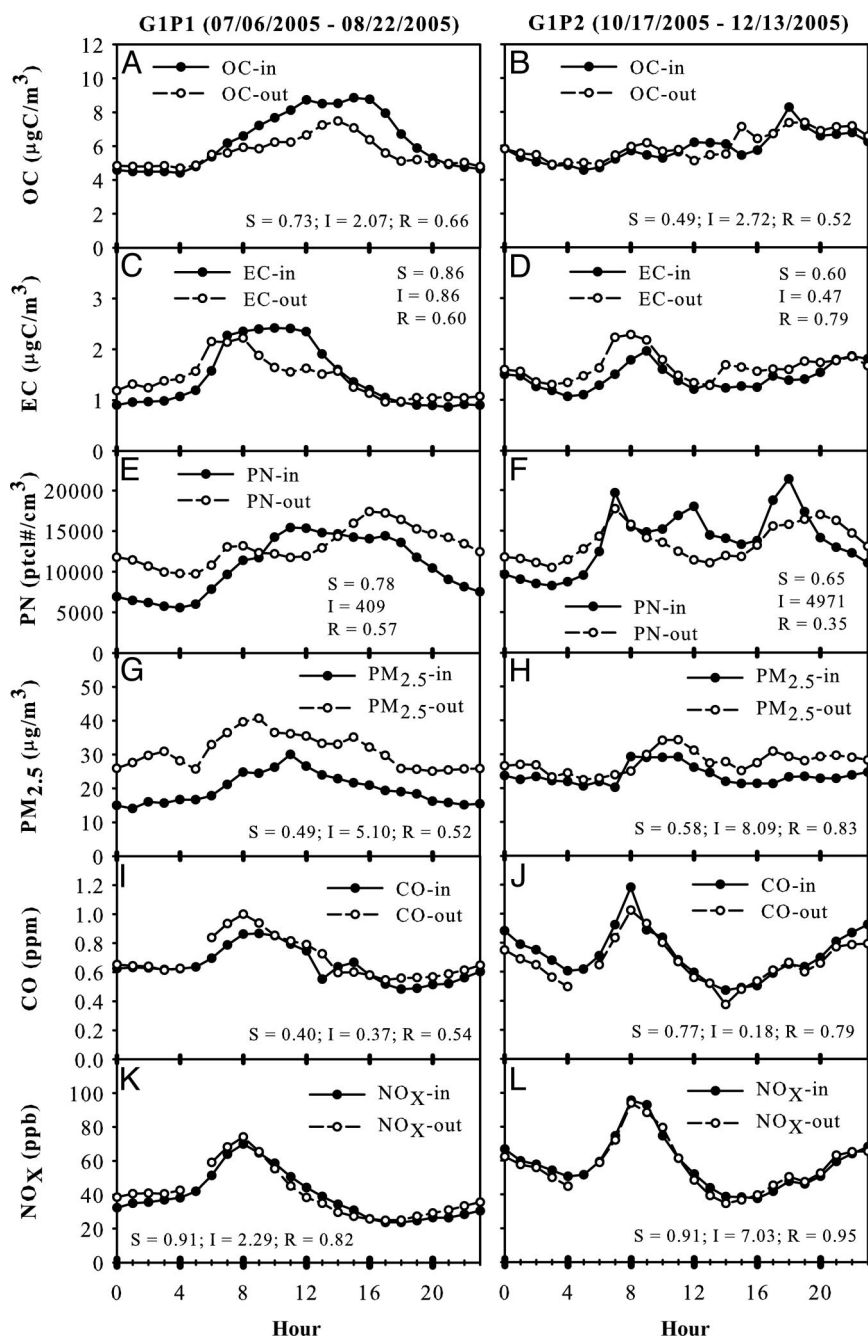 G1P1 (07/06/2005 - 08/22/2005)
G1P2 (10/17/2005 - 12/13/2005)
OC (µgC/m3)
12
10
8
6
4
2
0
A
OC-in
OC-out
S = 0.73; I = 2.07; R = 0.66
B
OC-in
OC-out
S = 0.49; I = 2.72; R = 0.52
EC (µgC/m3)
3
2
1
0
C
EC-in
EC-out
S = 0.86
I = 0.86
R = 0.60
D
EC-in
EC-out
S = 0.60
I = 0.47
R = 0.79
PN (ptcl#/cm3)
20000
15000
10000
5000
0
E
PN-in
PN-out
S = 0.78
I = 409
R = 0.57
F
PN-in
PN-out
S = 0.65
I = 4971
R = 0.35
PM2.5 (µg/m3)
50
40
30
20
10
0
G
PM2.5-in
PM2.5-out
S = 0.49; I = 5.10; R = 0.52
H
PM2.5-in
PM2.5-out
S = 0.58; I = 8.09; R = 0.83
CO (ppm)
1.2
1.0
0.8
0.6
0.4
0.2
0.0
I
CO-in
CO-out
S = 0.40; I = 0.37; R = 0.54
J
CO-in
CO-out
S = 0.77; I = 0.18; R = 0.79
NOX (ppb)
100
80
60
40
20
0
K
NOX-in
NOX-out
S = 0.91; I = 2.29; R = 0.82
L
NOX-in
NOX-out
S = 0.91; I = 7.03; R = 0.95
0 4 8 12 16 20
0 4 8 12 16 20
Hour
Hour